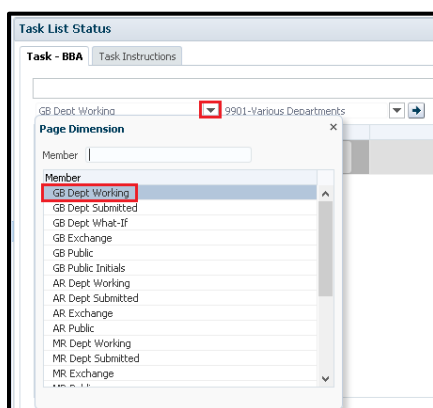 Task List Status
Task - BBA Task Instructions
GB Dept Working 9901-Various Departments
Page Dimension ×
Member
Member
GB Dept Working
GB Dept Submitted
GB Dept What-If
GB Exchange
GB Public
GB Public Initials
AR Dept Working
AR Dept Submitted
AR Exchange
AR Public
MR Dept Working
MR Dept Submitted
MR Exchange